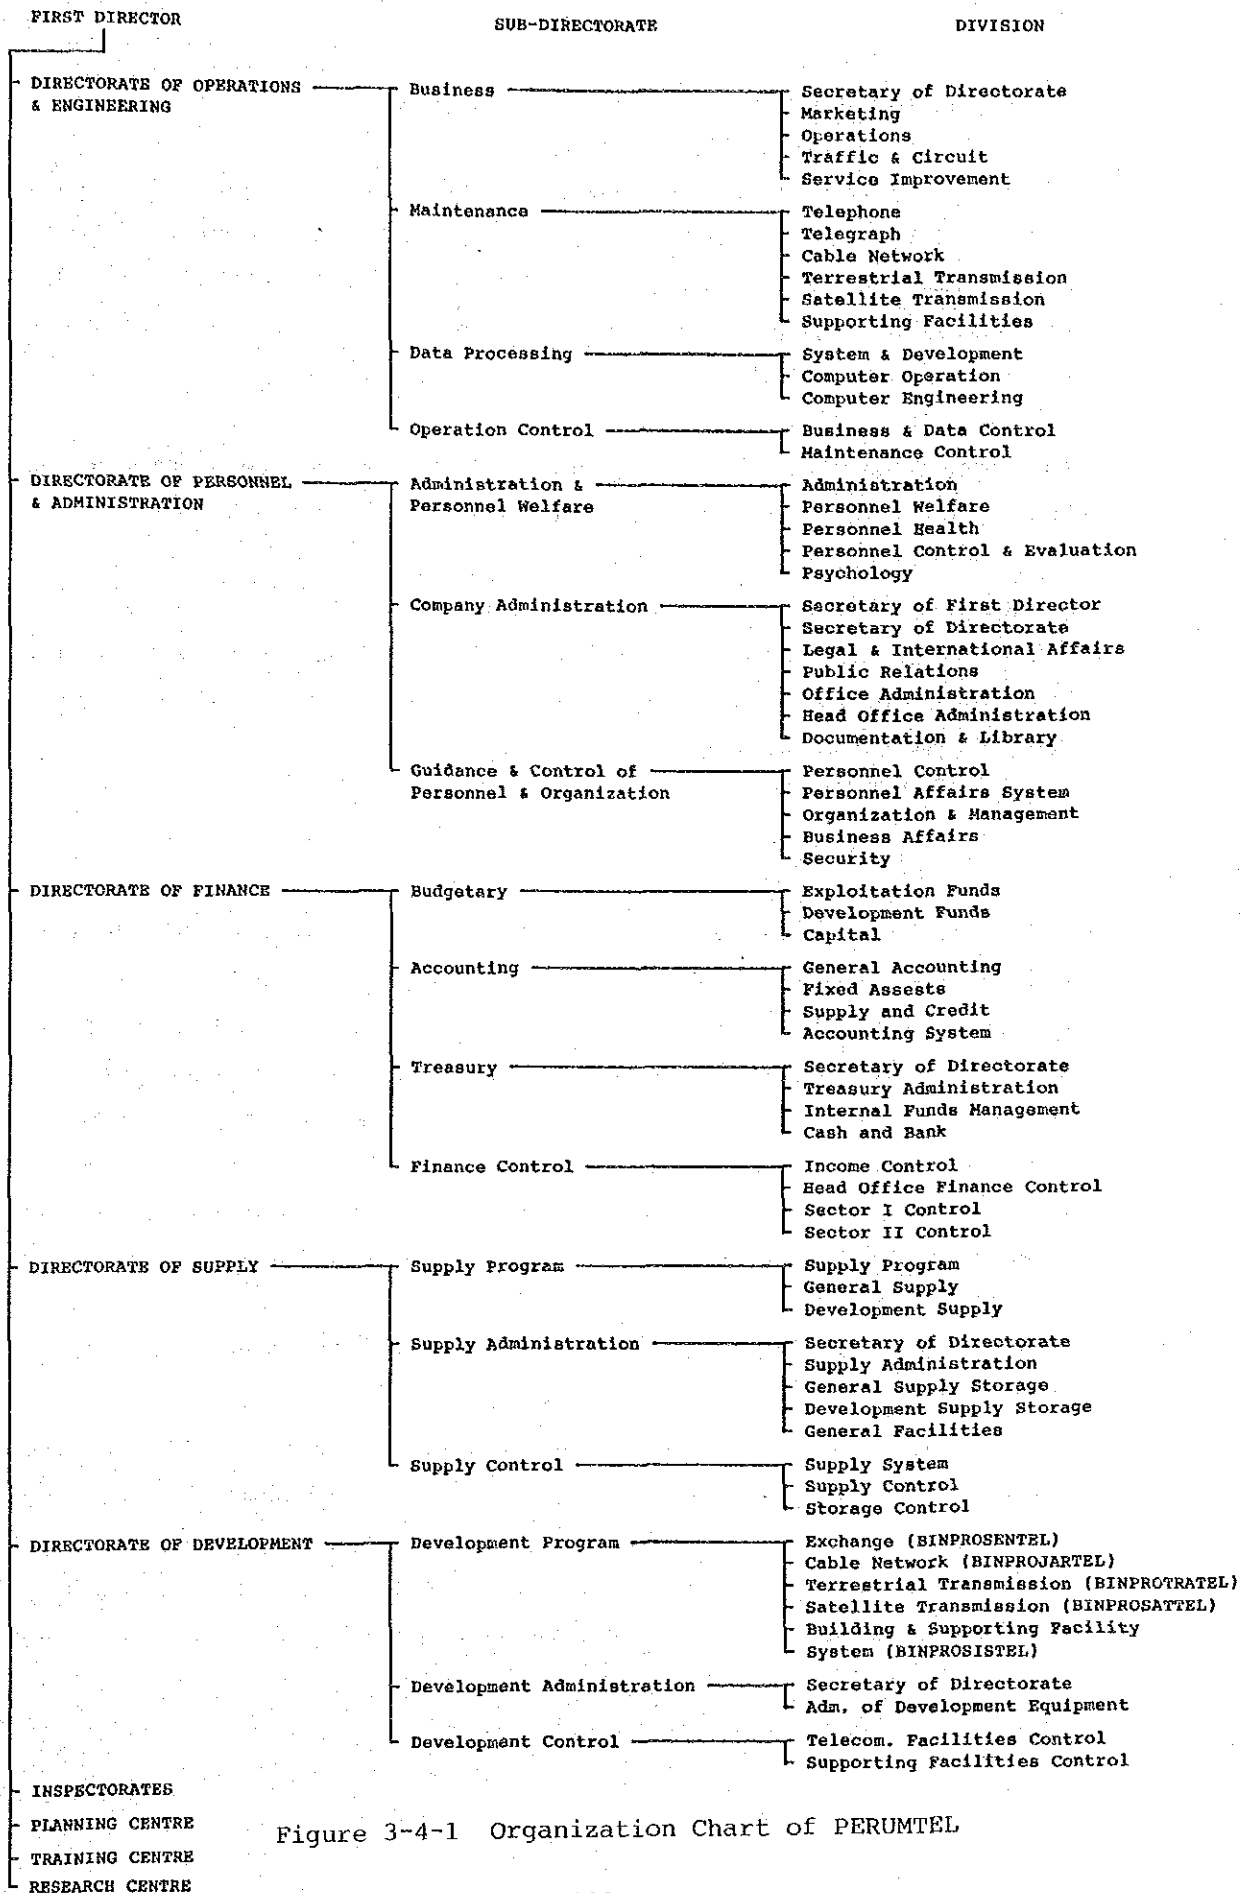 FIRST DIRECTOR
SUB-DIRECTORATE
DIVISION
DIRECTORATE OF OPERATIONS
& ENGINEERING
Business
Secretary of Directorate
Marketing
Operations
Traffic & Circuit
Service Improvement
Maintenance
Telephone
Telegraph
Cable Network
Terrestrial Transmission
Satellite Transmission
Supporting Facilities
Data Processing
System & Development
Computer Operation
Computer Engineering
Operation Control
Business & Data Control
Maintenance Control
DIRECTORATE OF PERSONNEL
& ADMINISTRATION
Administration &
Personnel Welfare
Administration
Personnel Welfare
Personnel Health
Personnel Control & Evaluation
Psychology
Company Administration
Secretary of First Director
Secretary of Directorate
Legal & International Affairs
Public Relations
Office Administration
Head Office Administration
Documentation & Library
Guidance & Control of
Personnel & Organization
Personnel Control
Personnel Affairs System
Organization & Management
Business Affairs
Security
DIRECTORATE OF FINANCE
Budgetary
Exploitation Funds
Development Funds
Capital
Accounting
General Accounting
Fixed Assests
Supply and Credit
Accounting System
Treasury
Secretary of Directorate
Treasury Administration
Internal Funds Management
Cash and Bank
Finance Control
Income Control
Head Office Finance Control
Sector I Control
Sector II Control
DIRECTORATE OF SUPPLY
Supply Program
Supply Program
General Supply
Development Supply
Supply Administration
Secretary of Directorate
Supply Administration
General Supply Storage
Development Supply Storage
General Facilities
Supply Control
Supply System
Supply Control
Storage Control
DIRECTORATE OF DEVELOPMENT
Development Program
Exchange (BINPROSENTEL)
Cable Network (BINPROJARTEL)
Terrestrial Transmission (BINPROTRATEL)
Satellite Transmission (BINPROSATTEL)
Building & Supporting Facility
System (BINPROSISTEL)
Development Administration
Secretary of Directorate
Adm. of Development Equipment
Development Control
Telecom. Facilities Control
Supporting Facilities Control
INSPECTORATES
PLANNING CENTRE
TRAINING CENTRE
RESEARCH CENTRE
Figure 3-4-1 Organization Chart of PERUMTEL